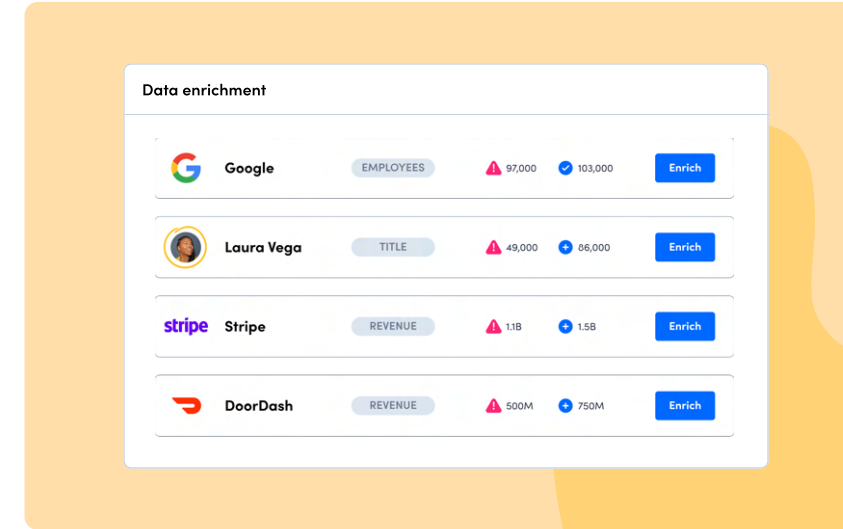 Data enrichment
Google EMPLOYEES 97,000 103,000 Enrich
Laura Vega TITLE 49,000 86,000 Enrich
stripe Stripe REVENUE 1.1B 1.5B Enrich
DoorDash REVENUE 500M 750M Enrich